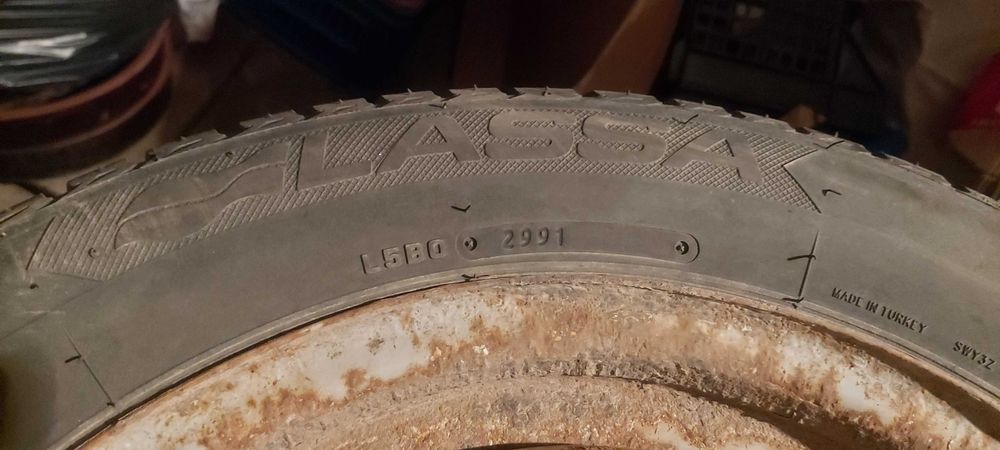 LASSA
L5B0 2991
MADE IN TURKEY
SWY3Z